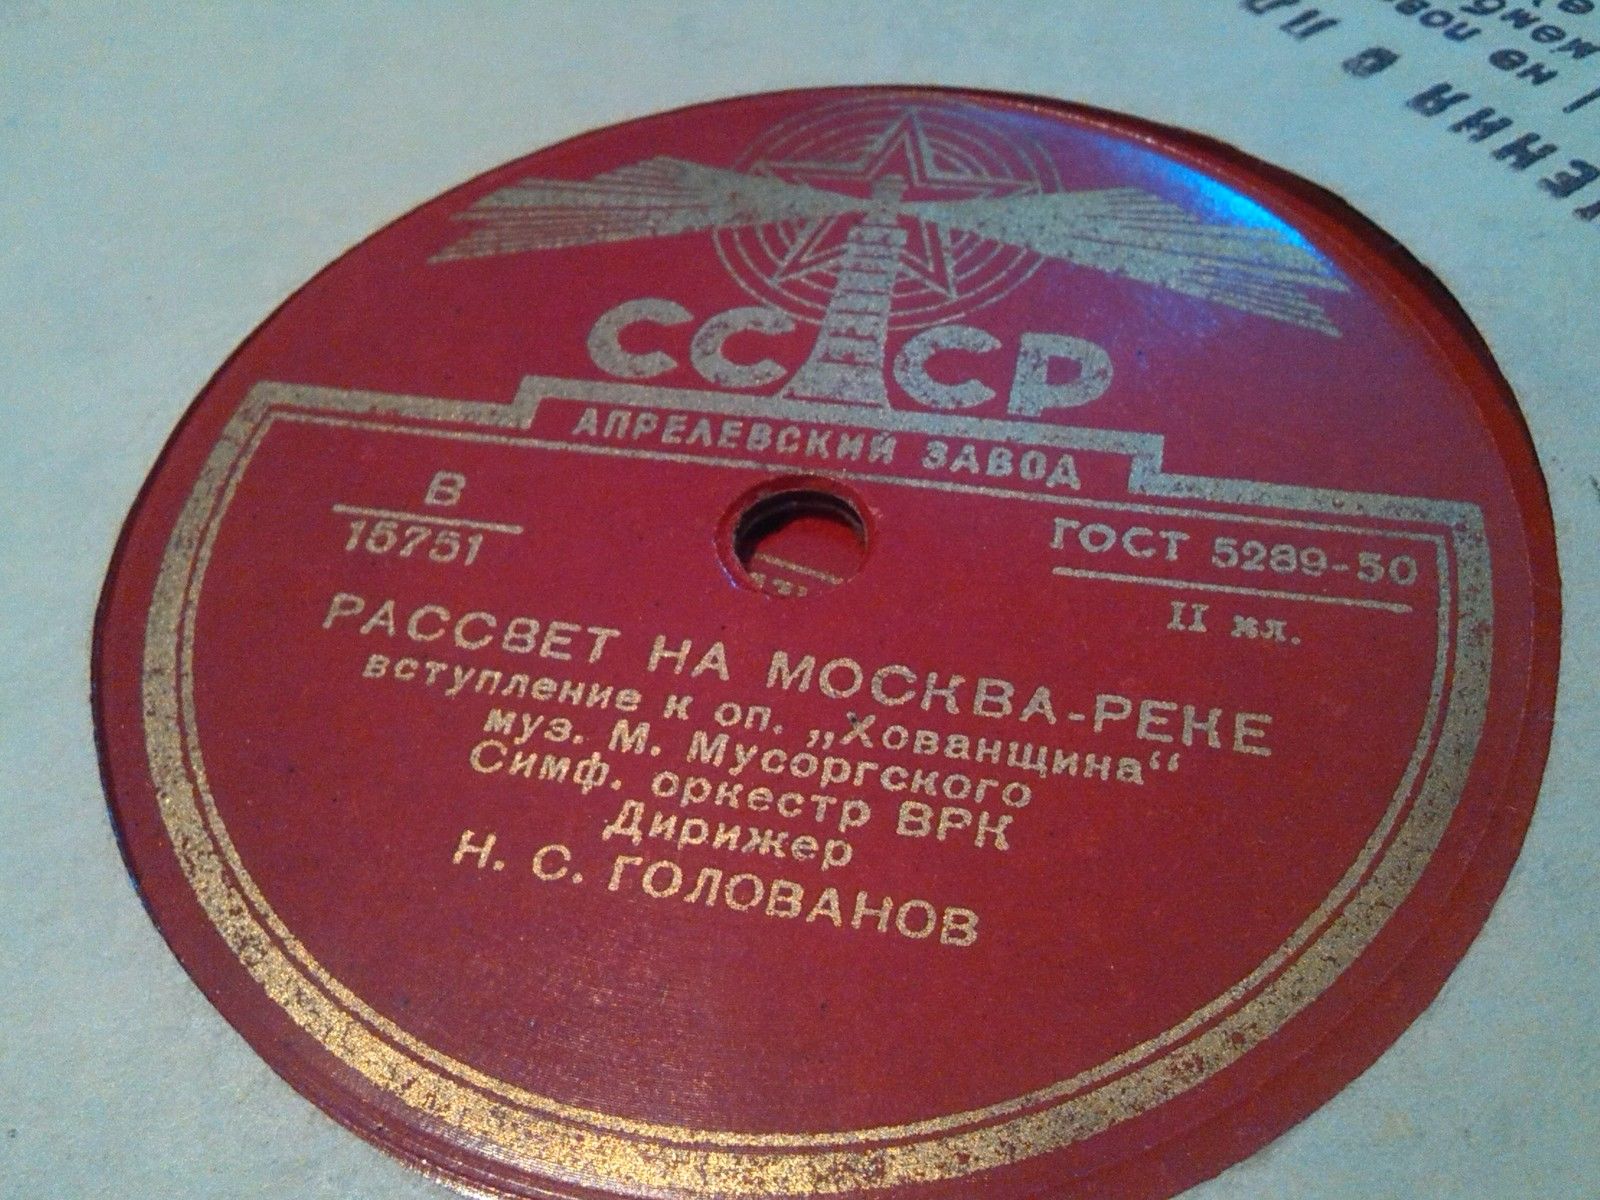 СССР
АПРЕЛЕВСКИЙ ЗАВОД
В
15751
ГОСТ 5289-50
II кл.
РАССВЕТ НА МОСКВА-РЕКЕ
вступление к оп. „Хованщина“
муз. М. Мусоргского
Симф. оркестр ВРК
Дирижер
Н. С. ГОЛОВАНОВ